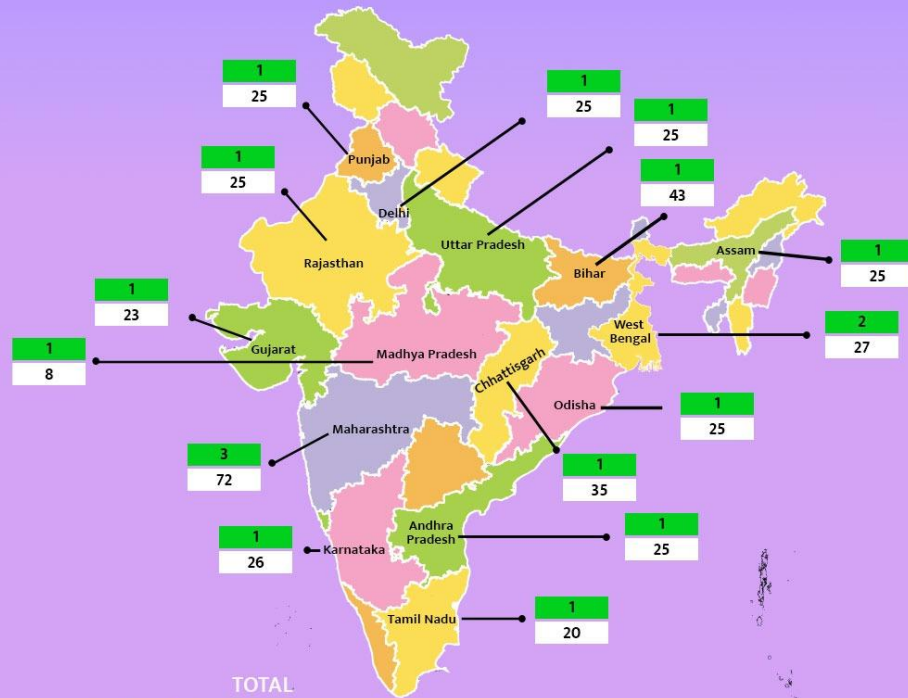 1
25
1
25
1
25
1
25
1
43
Punjab
Delhi
Uttar Pradesh
Rajasthan
Bihar
Assam
1
25
1
23
Gujarat
Madhya Pradesh
Chhattisgarh
West
Bengal
2
27
1
8
Odisha
1
25
Maharashtra
3
72
1
35
Andhra
Pradesh
1
25
1
26
Karnataka
Tamil Nadu
1
20
TOTAL